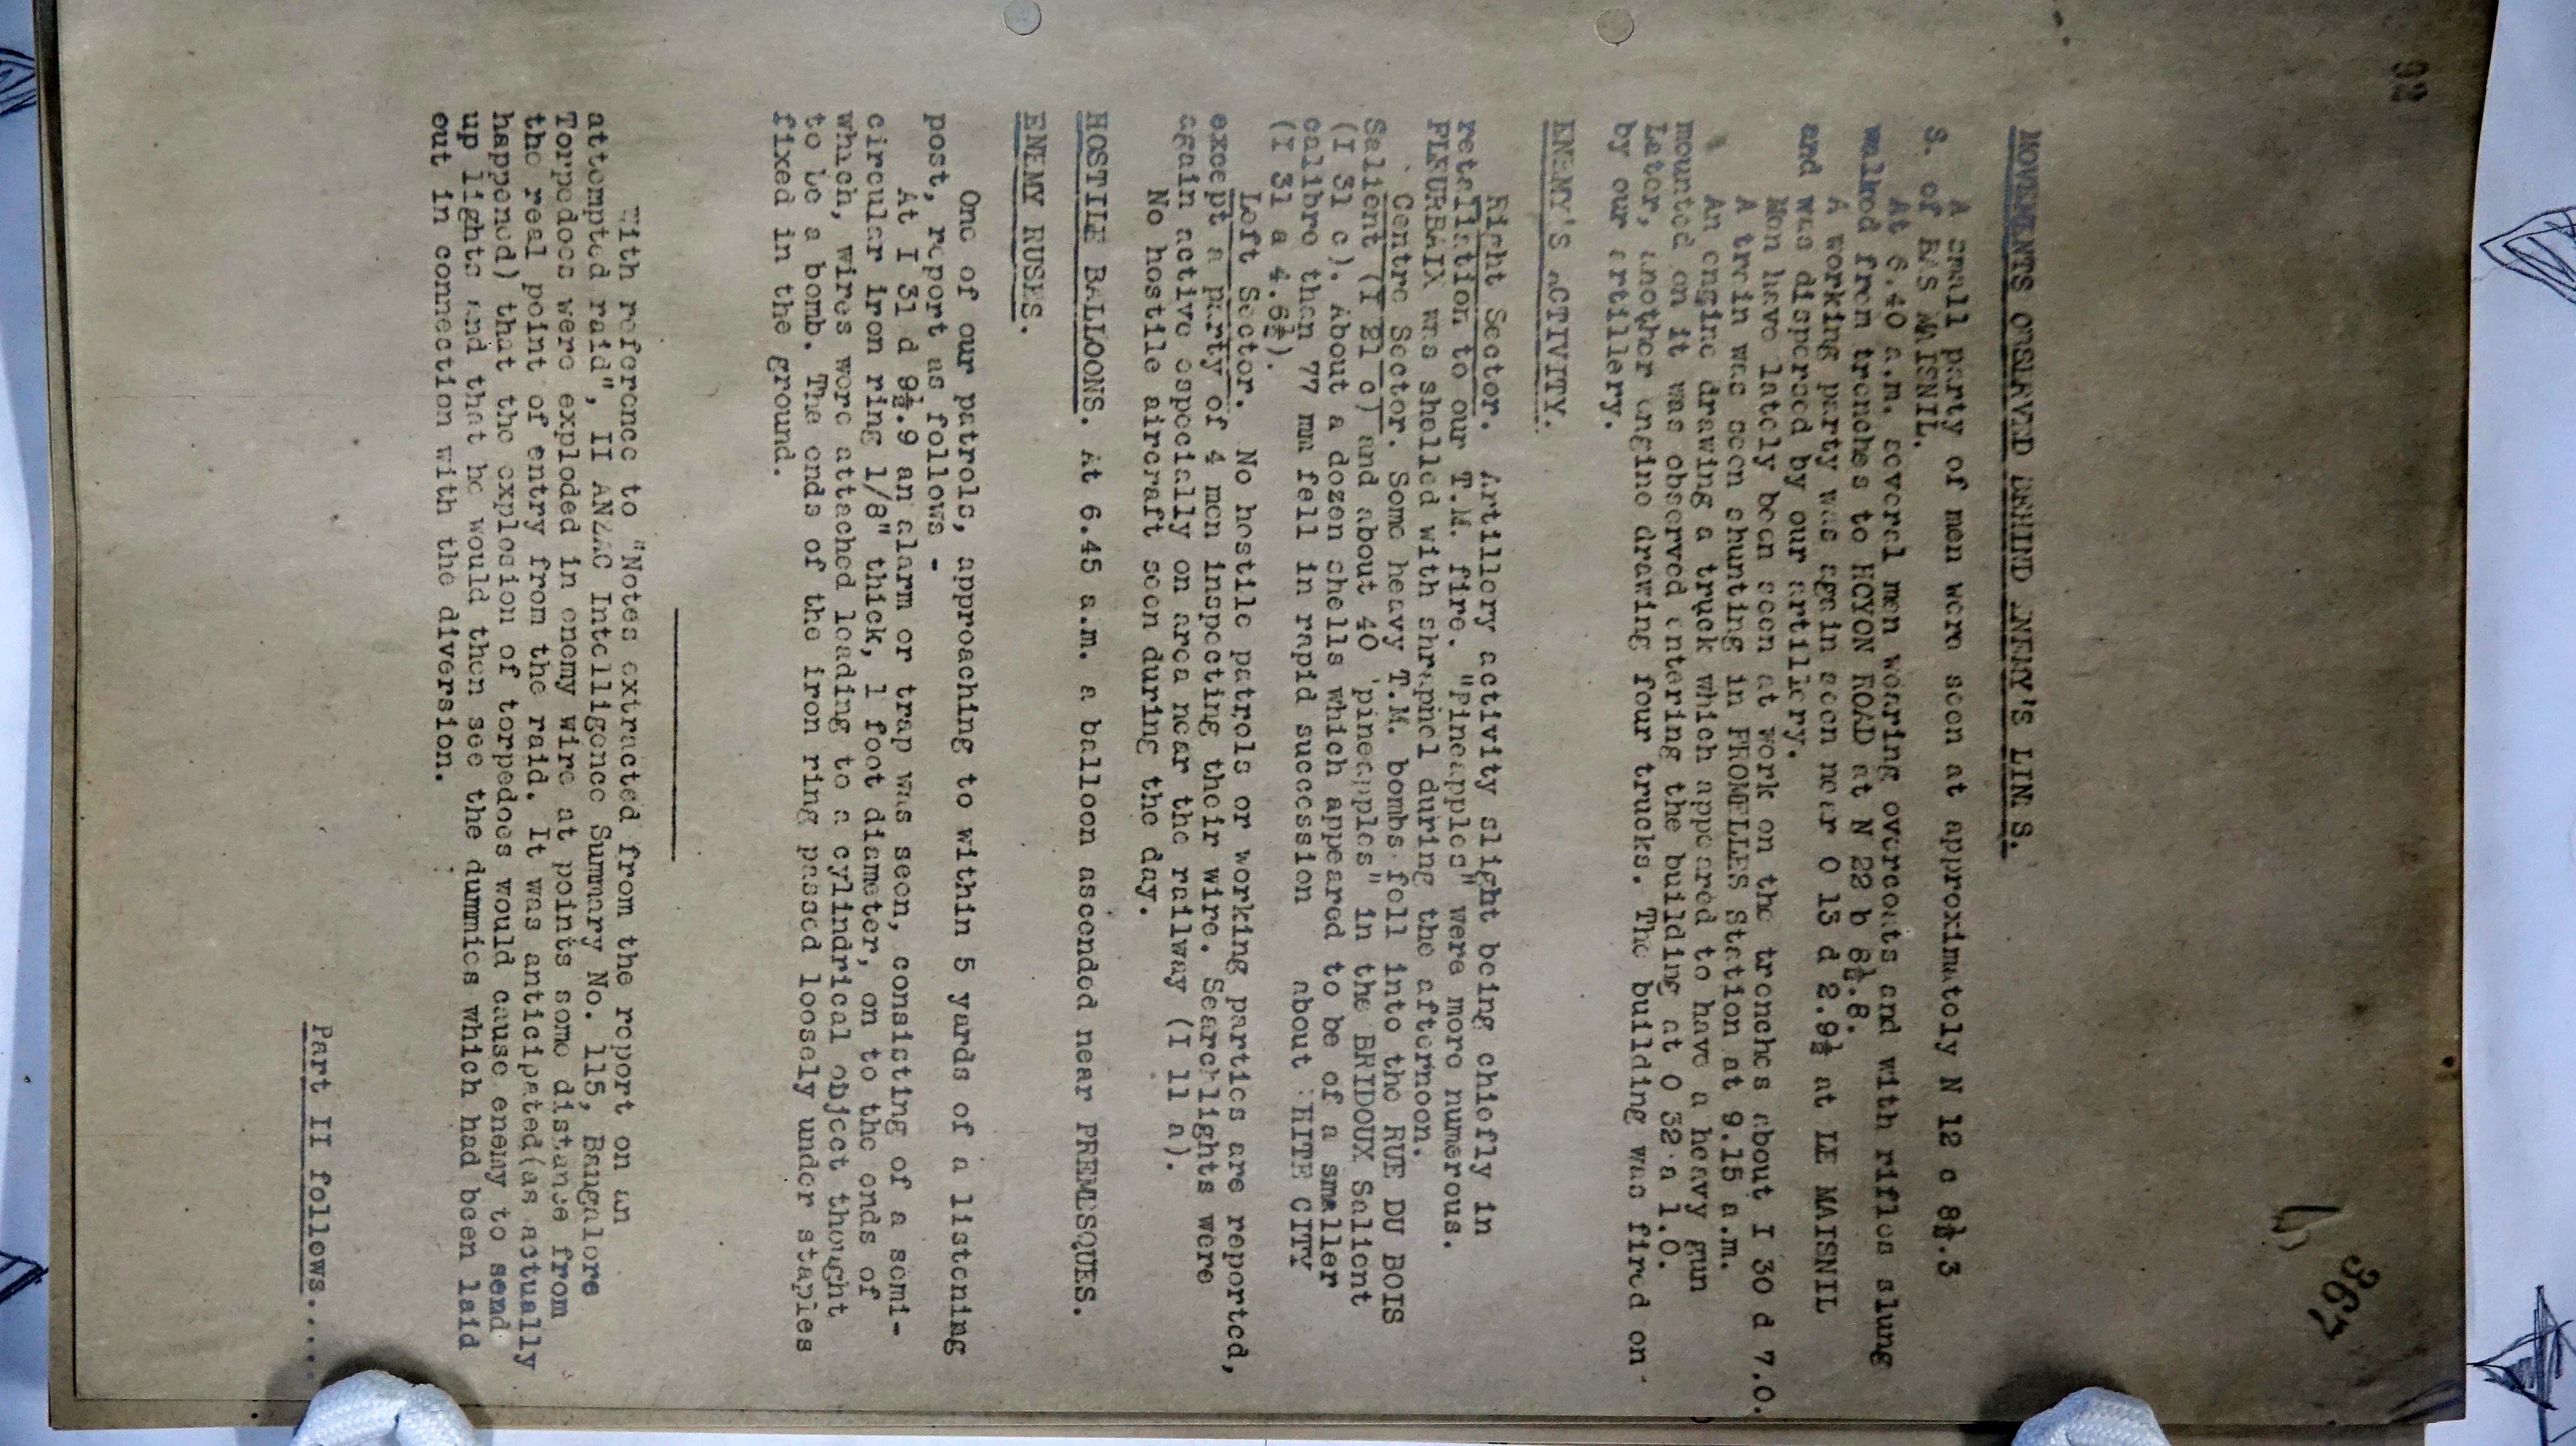 92
367
MOVEMENTS OBSERVED BEHIND ENEMY'S LINES.
A small party of men were seen at approximately N 12 c 8½.3
S. of BAS MAISNIL.
At 6.40 a.m. several men wearing overcoats and with rifles slung
walked from trenches to HOYON ROAD at N 22 b 8½.8.
A working party was again seen near O 13 d 2.9½ at LE MAISNIL
and was dispersed by our artillery.
Men have lately been seen at work on the trenches about I 30 d 7.0.
A train was seen shunting in FROMELLES Station at 9.15 a.m.
An engine drawing a truck which appeared to have a heavy gun
mounted on it was observed entering the building at O 32 a 1.0.
Later, another engine drawing four trucks. The building was fired on
by our artillery.
ENEMY'S ACTIVITY.
Right Sector. Artillery activity slight being chiefly in
retaliation to our T.M. fire. "Pineapples" were more numerous.
FLEURBAIX was shelled with shrapnel during the afternoon.
Centre Sector. Some heavy T.M. bombs fell into the RUE DU BOIS
Salient (I 21 c) and about 40 "pineapples" in the BRIDOUX Salient
(I 31 c). About a dozen shells which appeared to be of a smaller
calibre than 77 mm fell in rapid succession about WHITE CITY
(I 31 a 4.6½).
Left Sector. No hostile patrols or working parties are reported,
except a party of 4 men inspecting their wire. Searchlights were
again active especially on area near the railway (I 11 a).
No hostile aircraft seen during the day.
HOSTILE BALLOONS. At 6.45 a.m. a balloon ascended near PREMESQUES.
ENEMY RUSES.
One of our patrols, approaching to within 5 yards of a listening
post, report as follows -
At I 31 d 9½.9 an alarm or trap was seen, consisting of a semi-
circular iron ring 1/8" thick, 1 foot diameter, on to the ends of
which, wires were attached leading to a cylindrical object thought
to be a bomb. The ends of the iron ring passed loosely under staples
fixed in the ground.
With reference to "Notes extracted from the report on an
attempted raid", II ANZAC Intelligence Summary No. 115, Bangalore
Torpedoes were exploded in enemy wire at points some distance from
the real point of entry from the raid. It was anticipated(as actually
happened) that the explosion of torpedoes would cause enemy to send
up lights and that he would then see the dummies which had been laid
out in connection with the diversion.
Part II follows.....